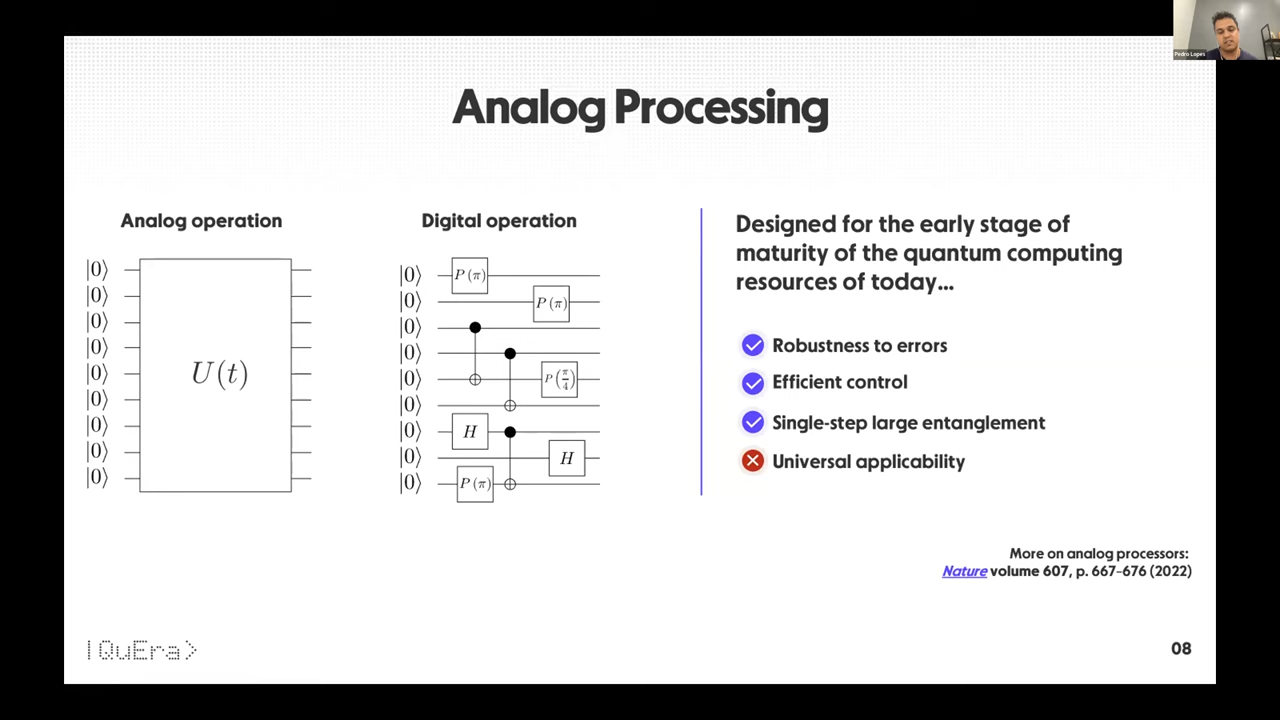 Pedro Lopes
Analog Processing
Analog operation
|0⟩
|0⟩
|0⟩
|0⟩
|0⟩
|0⟩
|0⟩
|0⟩
|0⟩
U(t)
Digital operation
|0⟩ P(π)
|0⟩ P(π)
|0⟩
|0⟩
|0⟩ P(π/4)
|0⟩
|0⟩ H
|0⟩ H
|0⟩ P(π)
Designed for the early stage of
maturity of the quantum computing
resources of today...
Robustness to errors
Efficient control
Single-step large entanglement
Universal applicability
More on analog processors:
Nature volume 607, p. 667-676 (2022)
|QuEra>
08